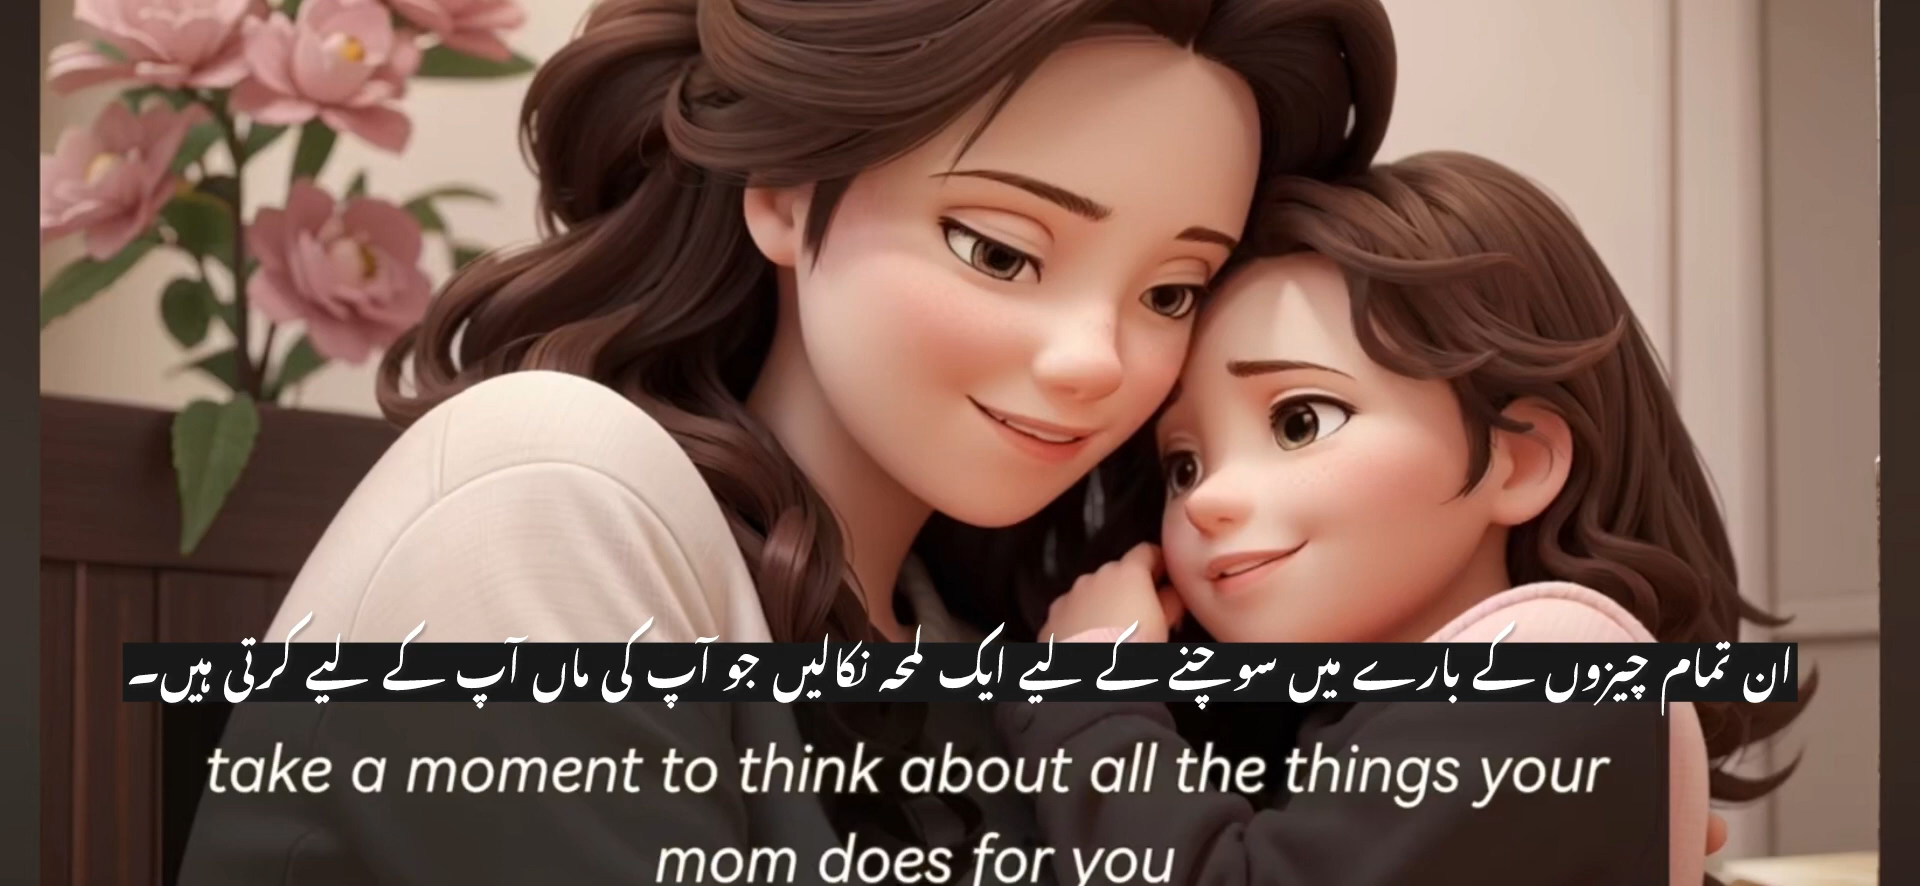 ان تمام چیزوں کے بارے میں سوچنے کے لیے ایک لمحہ نکالیں جو آپ کی ماں آپ کے لیے کرتی ہیں۔
take a moment to think about all the things your
mom does for you